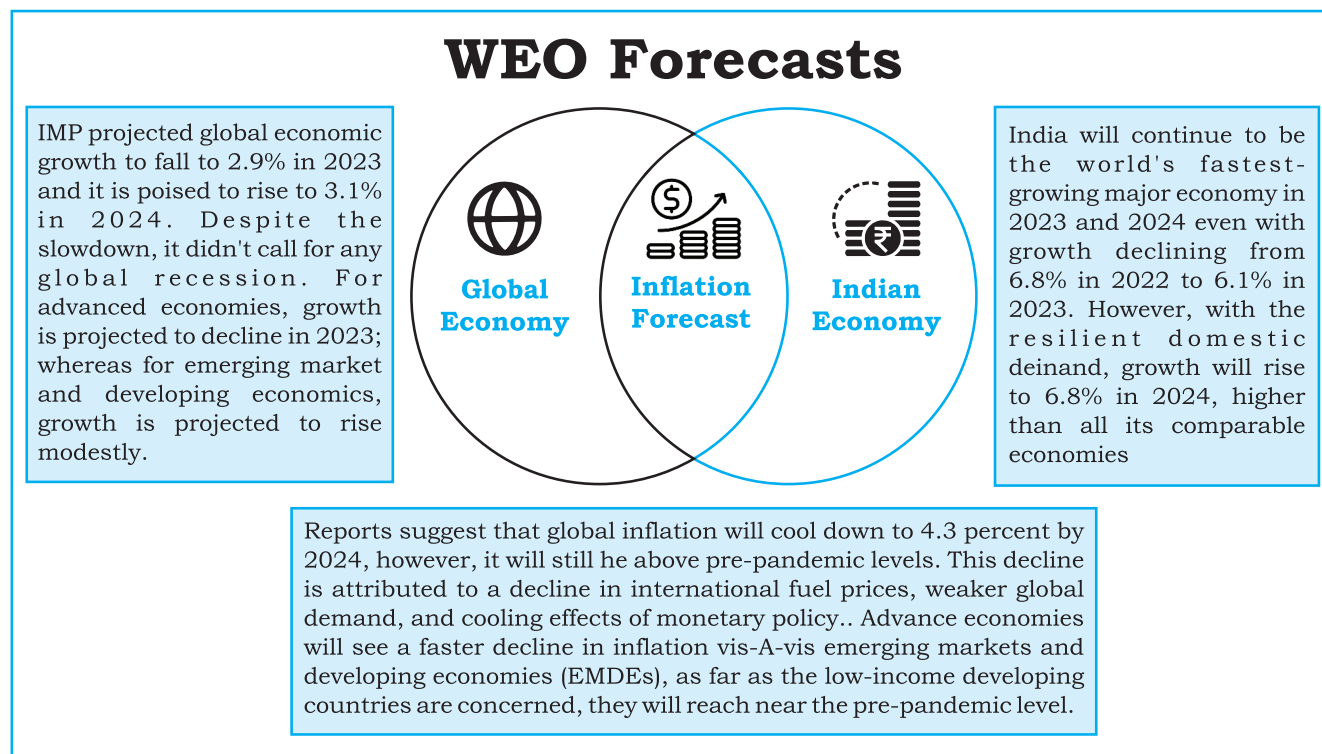 WEO Forecasts
IMP projected global economic
growth to fall to 2.9% in 2023
and it is poised to rise to 3.1%
in 2024. Despite the
slowdown, it didn't call for any
global recession. For
advanced economies, growth
is projected to decline in 2023;
whereas for emerging market
and developing economics,
growth is projected to rise
modestly.
$
Global
Economy
Inflation
Forecast
₹
Indian
Economy
India will continue to be
the world's fastest-
growing major economy in
2023 and 2024 even with
growth declining from
6.8% in 2022 to 6.1% in
2023. However, with the
resilient domestic
deinand, growth will rise
to 6.8% in 2024, higher
than all its comparable
economies
Reports suggest that global inflation will cool down to 4.3 percent by
2024, however, it will still he above pre-pandemic levels. This decline
is attributed to a decline in international fuel prices, weaker global
demand, and cooling effects of monetary policy.. Advance economies
will see a faster decline in inflation vis-A-vis emerging markets and
developing economies (EMDEs), as far as the low-income developing
countries are concerned, they will reach near the pre-pandemic level.